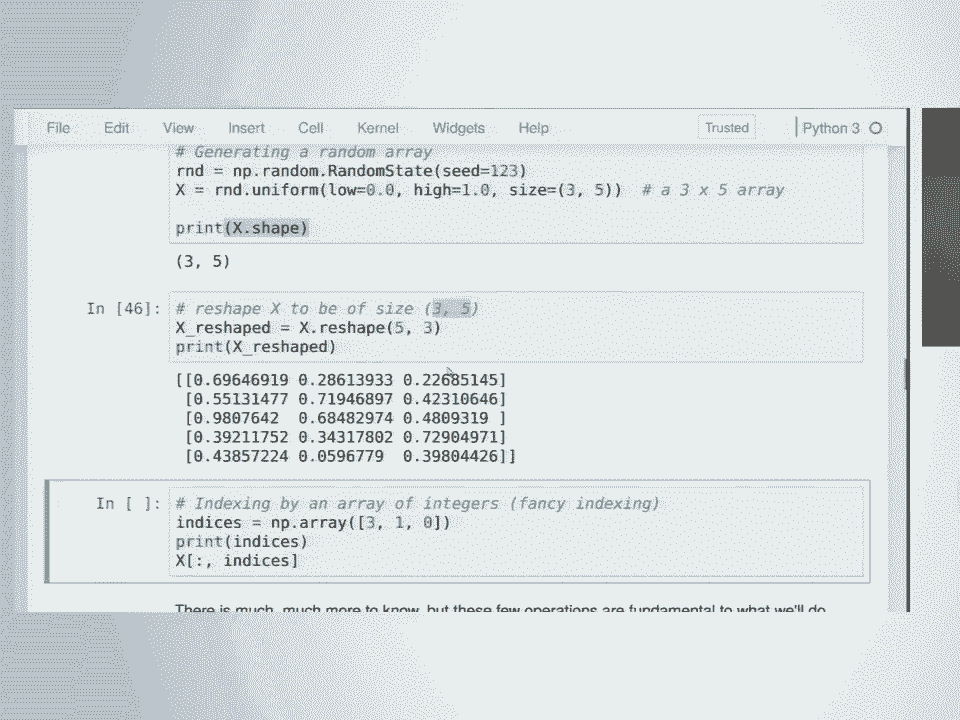 File Edit View Insert Cell Kernel Widgets Help Trusted Python 3
# Generating a random array
rnd = np.random.RandomState(seed=123)
X = rnd.uniform(low=0.0, high=1.0, size=(3, 5))  # a 3 x 5 array
print(X.shape)
(3, 5)
In [46]: # reshape X to be of size (3, 5)
X_reshaped = X.reshape(5, 3)
print(X_reshaped)
[[0.69646919 0.28613933 0.22685145]
 [0.55131477 0.71946897 0.42310646]
 [0.9807642  0.68482974 0.4809319 ]
 [0.39211752 0.34317802 0.72904971]
 [0.43857224 0.0596779  0.39804426]]
In [ ]: # Indexing by an array of integers (fancy indexing)
indices = np.array([3, 1, 0])
print(indices)
X[:, indices]
There is much, much more to know, but these few operations are fundamental to what we'll do